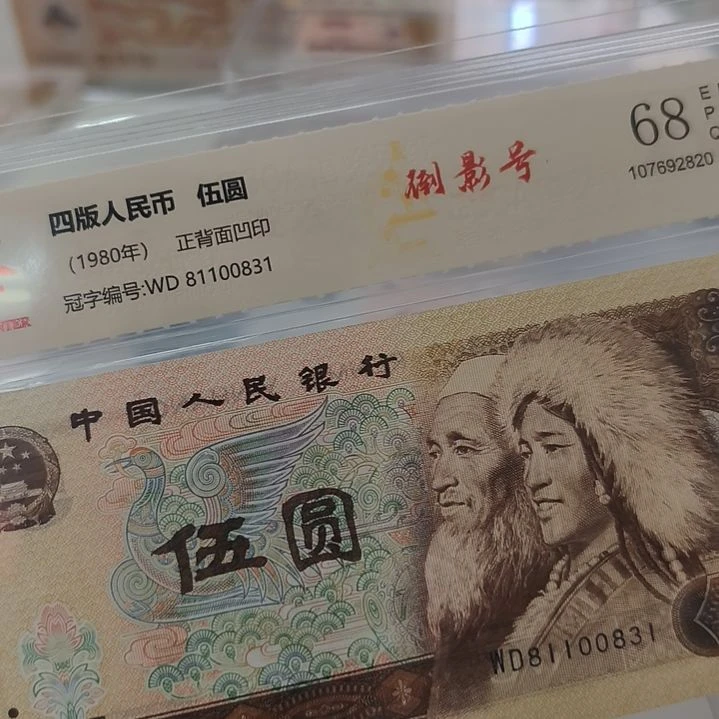 四版人民币 伍圆
（1980年） 正背面凹印
冠字编号:WD 81100831
倒影号
68
107692820
中国人民银行
伍圆
WD81100831